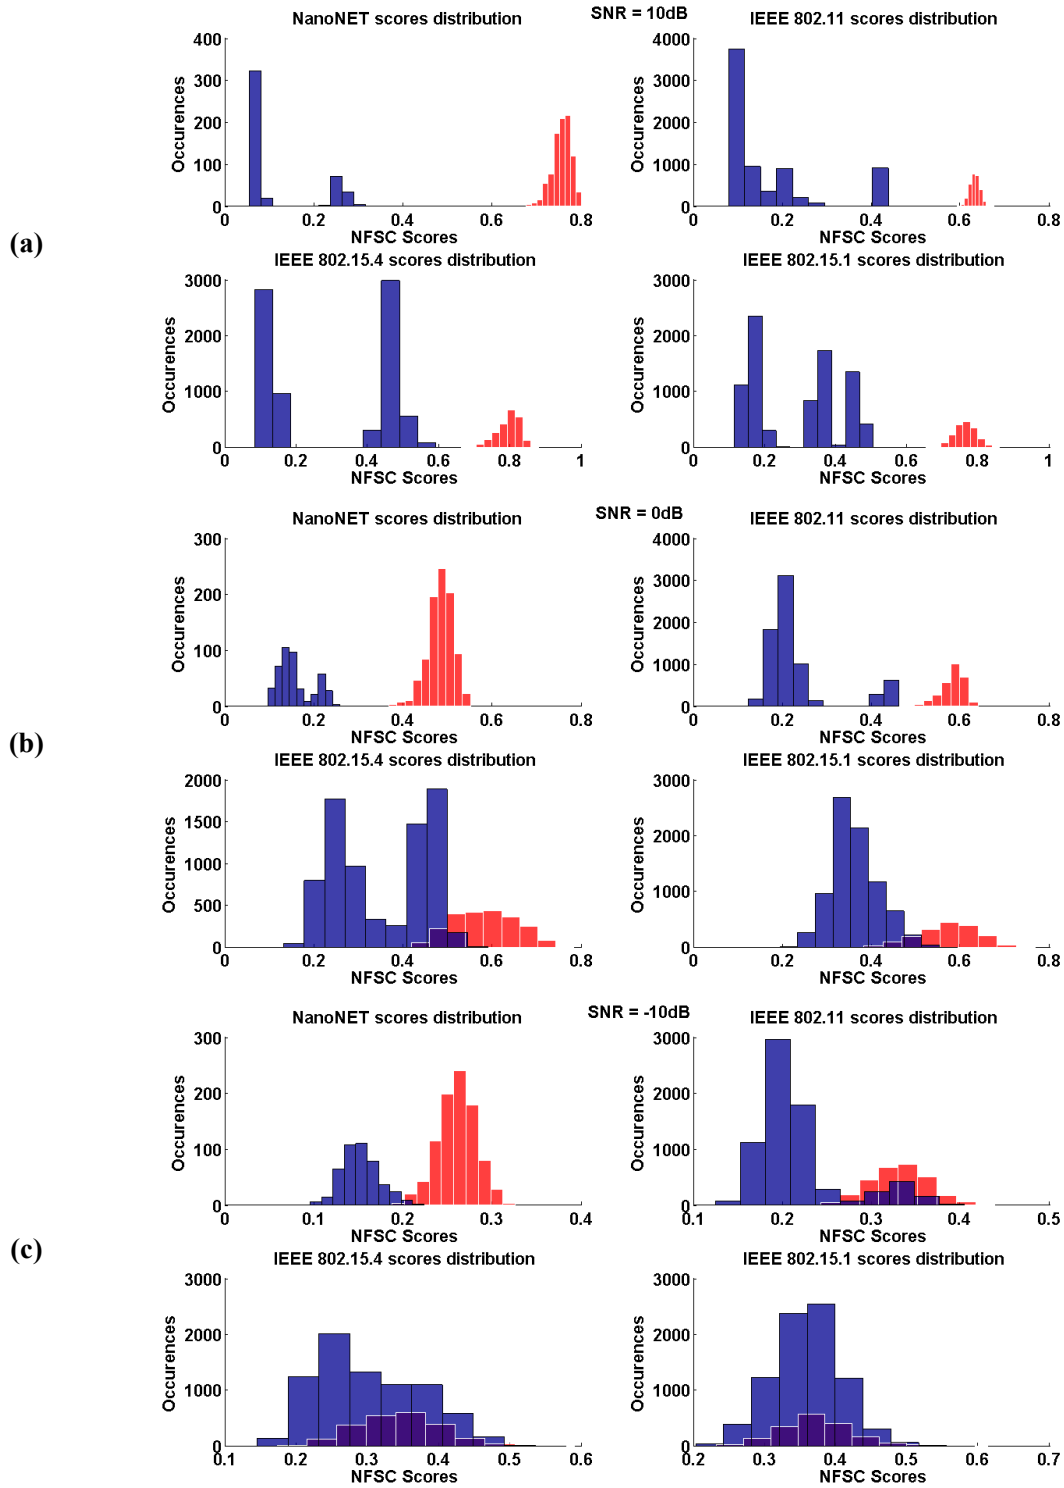 SNR = 10dB
NanoNET scores distribution
IEEE 802.11 scores distribution
400
300
200
100
0
Occurences
0 0.2 0.4 0.6 0.8
NFSC Scores
4000
3000
2000
1000
0
Occurences
0 0.2 0.4 0.6 0.8
NFSC Scores
(a)
IEEE 802.15.4 scores distribution
IEEE 802.15.1 scores distribution
3000
2000
1000
0
Occurences
0 0.2 0.4 0.6 0.8 1
NFSC Scores
3000
2000
1000
0
Occurences
0 0.2 0.4 0.6 0.8 1
NFSC Scores
SNR = 0dB
NanoNET scores distribution
IEEE 802.11 scores distribution
300
200
100
0
Occurences
0 0.2 0.4 0.6 0.8
NFSC Scores
4000
3000
2000
1000
0
Occurences
0 0.2 0.4 0.6 0.8
NFSC Scores
(b)
IEEE 802.15.4 scores distribution
IEEE 802.15.1 scores distribution
2000
1500
1000
500
0
Occurences
0 0.2 0.4 0.6 0.8
NFSC Scores
3000
2000
1000
0
Occurences
0 0.2 0.4 0.6 0.8
NFSC Scores
SNR = -10dB
NanoNET scores distribution
IEEE 802.11 scores distribution
300
200
100
0
Occurences
0 0.1 0.2 0.3 0.4
NFSC Scores
3000
2000
1000
0
Occurences
0.1 0.2 0.3 0.4 0.5
NFSC Scores
(c)
IEEE 802.15.4 scores distribution
IEEE 802.15.1 scores distribution
3000
2000
1000
0
Occurences
0.1 0.2 0.3 0.4 0.5 0.6
NFSC Scores
3000
2000
1000
0
Occurences
0.2 0.3 0.4 0.5 0.6 0.7
NFSC Scores